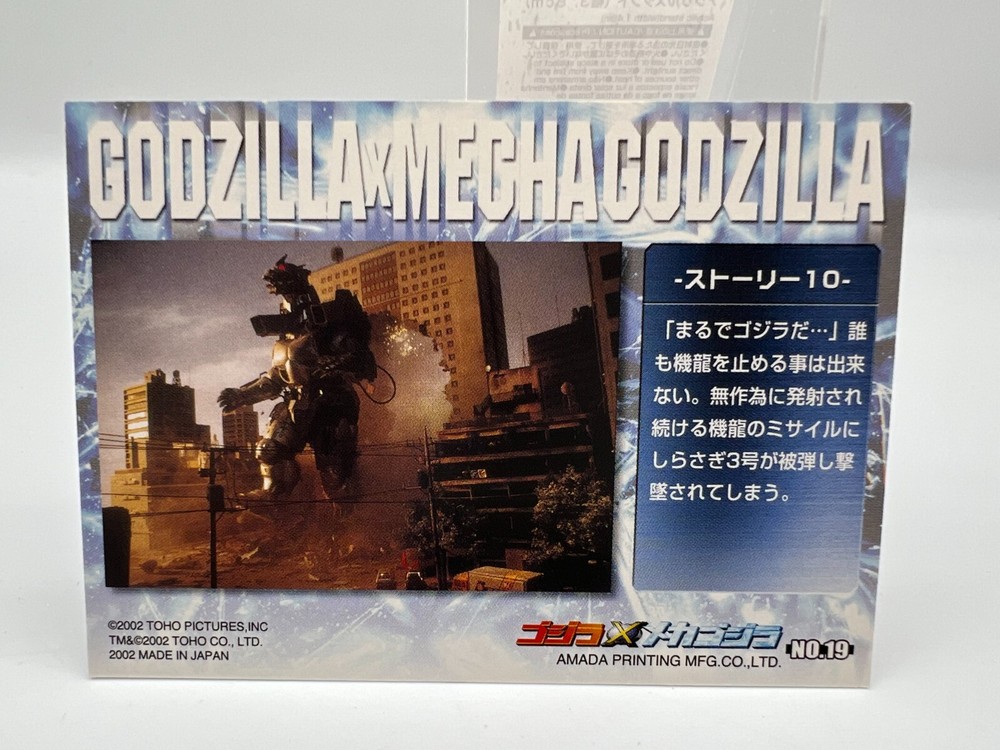 GODZILLA×MECHAGODZILLA
-ストーリー10-
「まるでゴジラだ…」誰
も機龍を止める事は出来
ない。無作為に発射され
続ける機龍のミサイルに
しらさぎ3号が被弾し撃
墜されてしまう。
©2002 TOHO PICTURES,INC
TM&©2002 TOHO CO., LTD.
2002 MADE IN JAPAN
ゴジラ×メカゴジラ
AMADA PRINTING MFG.CO.,LTD.
NO.19